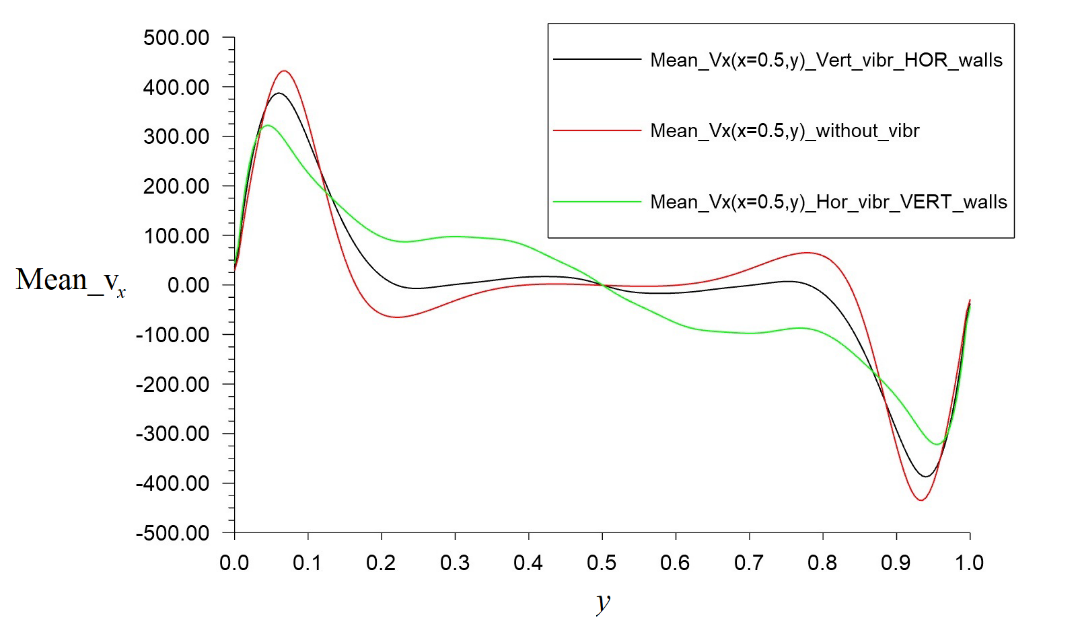 500.00
400.00
300.00
200.00
100.00
0.00
-100.00
-200.00
-300.00
-400.00
-500.00
Mean_vx
Mean_Vx(x=0.5,y)_Vert_vibr_HOR_walls
Mean_Vx(x=0.5,y)_without_vibr
Mean_Vx(x=0.5,y)_Hor_vibr_VERT_walls
0.0 0.1 0.2 0.3 0.4 0.5 0.6 0.7 0.8 0.9 1.0
y